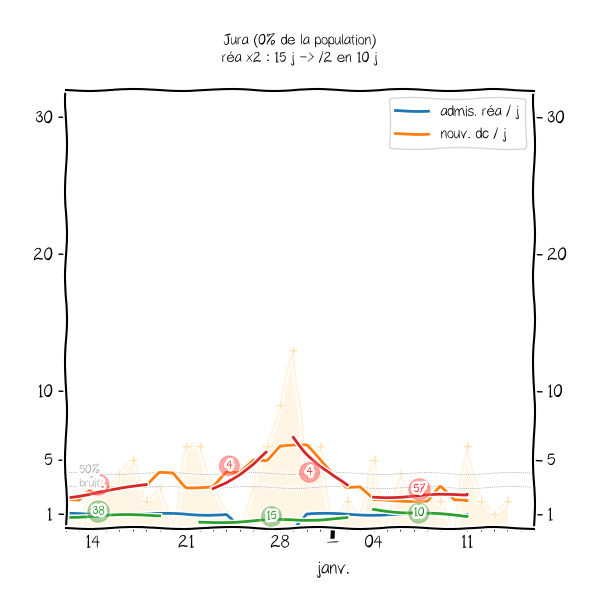 Jura (0% de la population)
réa x2 : 15 j -> /2 en 10 j
admis. réa / j
nouv. dc / j
30 30
20 20
10 10
5 5
50%
bruit
4 4 57
38 15 10
1 1
14 21 28 1 04 11
janv.